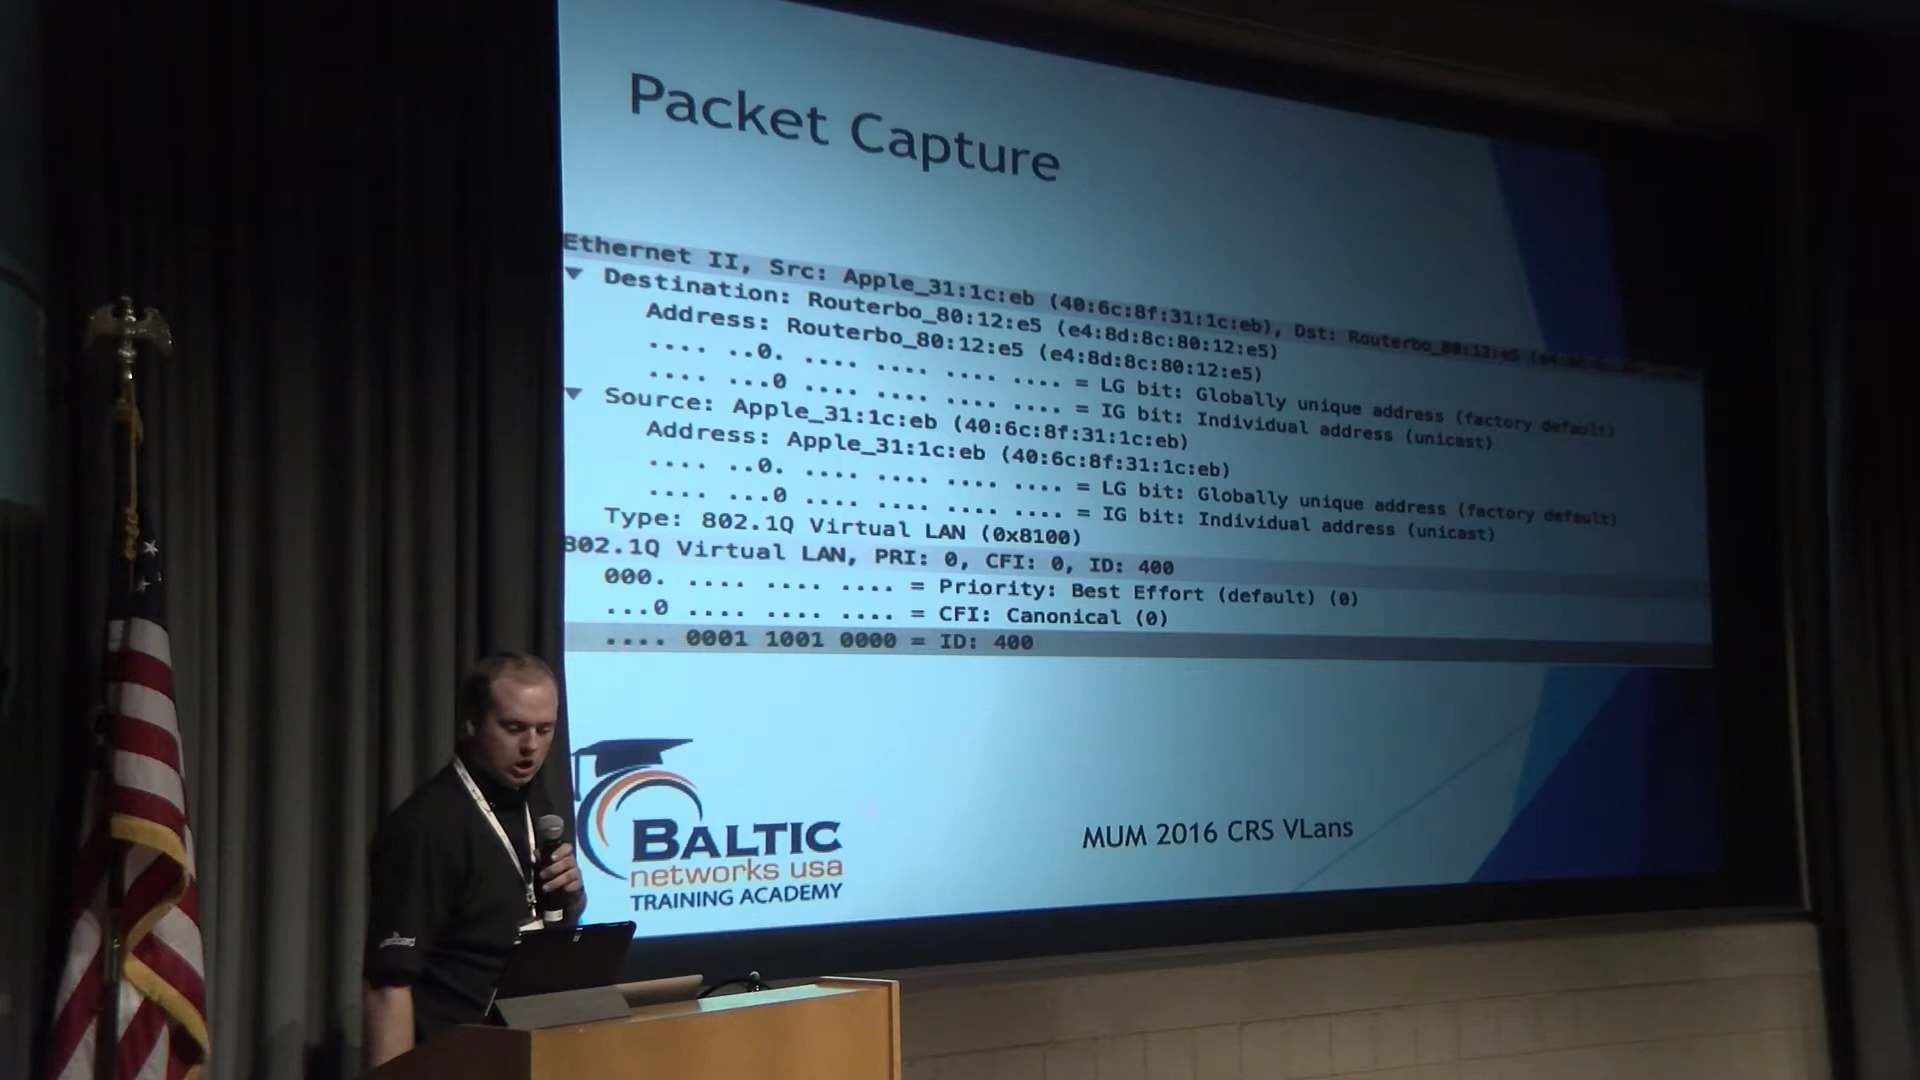 Packet Capture
Ethernet II, Src: Apple_31:1c:eb (40:6c:8f:31:1c:eb), Dst: Routerbo_80:12:e5
Destination: Routerbo_80:12:e5 (e4:8d:8c:80:12:e5)
Address: Routerbo_80:12:e5 (e4:8d:8c:80:12:e5)
.... ..0. .... .... .... .... = LG bit: Globally unique address (factory default)
.... ...0 .... .... .... .... = IG bit: Individual address (unicast)
Source: Apple_31:1c:eb (40:6c:8f:31:1c:eb)
Address: Apple_31:1c:eb (40:6c:8f:31:1c:eb)
.... ..0. .... .... .... .... = LG bit: Globally unique address (factory default)
.... ...0 .... .... .... .... = IG bit: Individual address (unicast)
Type: 802.1Q Virtual LAN (0x8100)
802.1Q Virtual LAN, PRI: 0, CFI: 0, ID: 400
000. .... .... .... = Priority: Best Effort (default) (0)
...0 .... .... .... = CFI: Canonical (0)
.... 0001 1001 0000 = ID: 400
BALTIC
networks usa
TRAINING ACADEMY
MUM 2016 CRS VLans